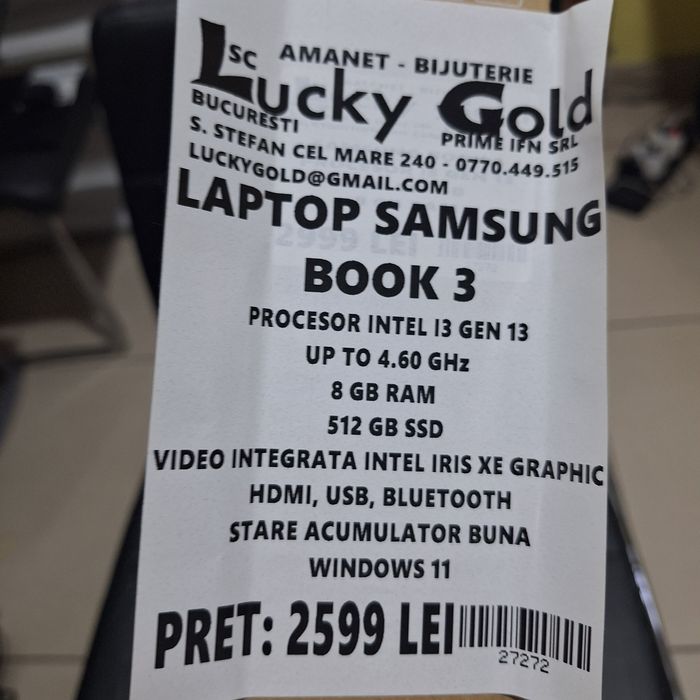 SC AMANET - BIJUTERIE
Lucky Gold
BUCURESTI PRIME IFN SRL
S. STEFAN CEL MARE 240 - 0770.449.515
LUCKYGOLD@GMAIL.COM
LAPTOP SAMSUNG
BOOK 3
PROCESOR INTEL I3 GEN 13
UP TO 4.60 GHz
8 GB RAM
512 GB SSD
VIDEO INTEGRATA INTEL IRIS XE GRAPHIC
HDMI, USB, BLUETOOTH
STARE ACUMULATOR BUNA
WINDOWS 11
PRET: 2599 LEI
27272